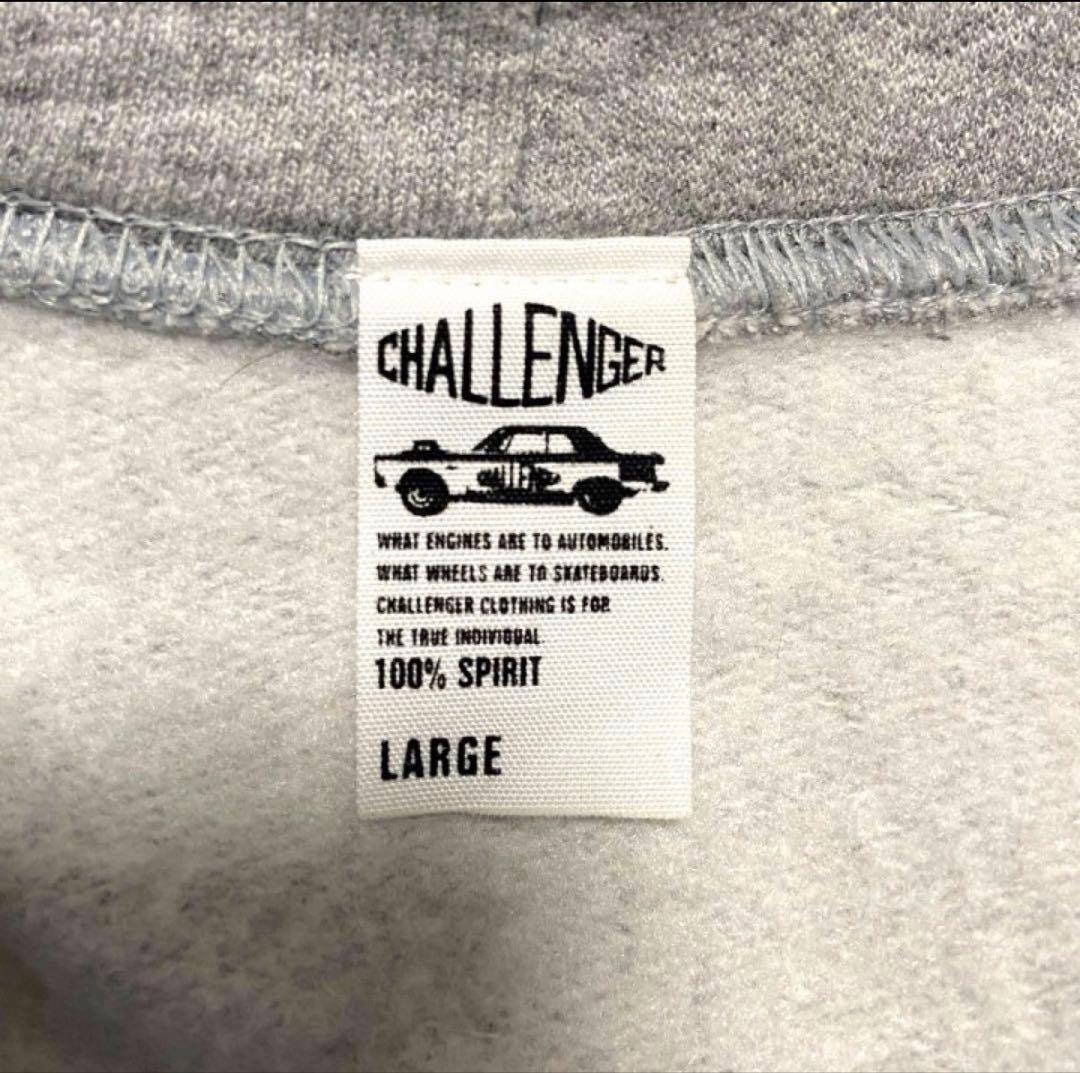 CHALLENGER
CHALLENGER
WHAT ENGINES ARE TO AUTOMOBILES.
WHAT WHEELS ARE TO SKATEBOARDS.
CHALLENGER CLOTHING IS FOR
THE TRUE INDIVIDUAL
100% SPIRIT
LARGE